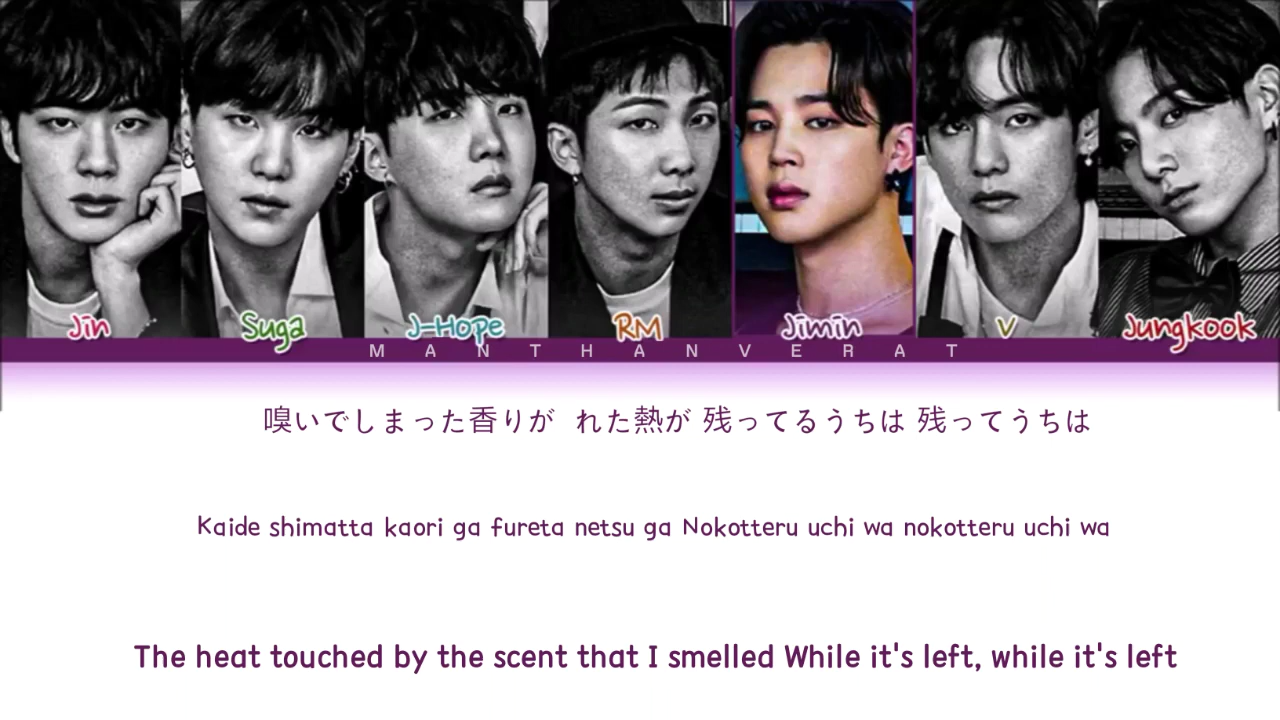 Jin Suga J-Hope RM Jimin V Jungkook
MANTHANVERAT
嗅いでしまった香りが れた熱が 残ってるうちは 残ってうちは
Kaide shimatta kaori ga fureta netsu ga Nokotteru uchi wa nokotteru uchi wa
The heat touched by the scent that I smelled While it's left, while it's left